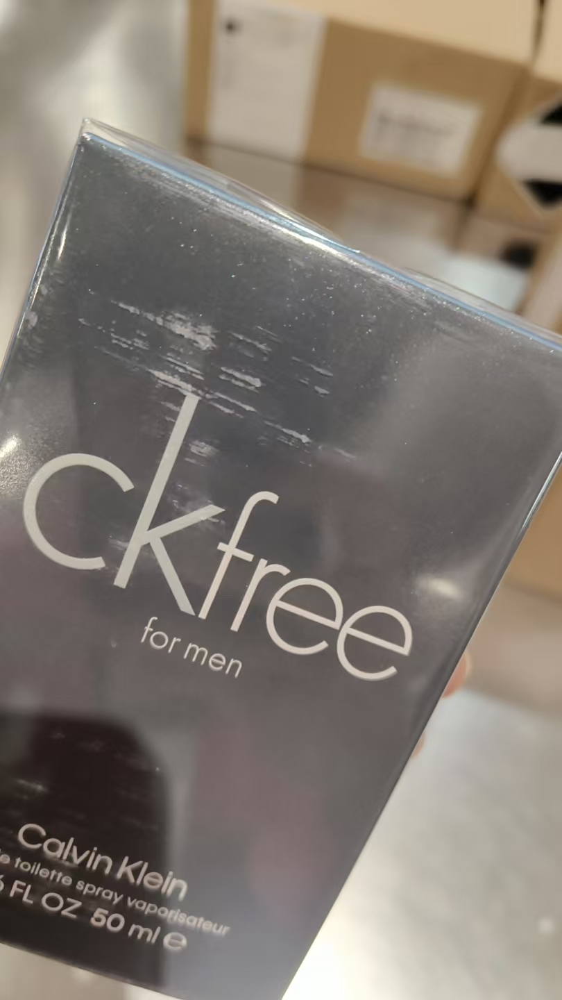 ckfree
for men
Calvin Klein
toilette spray vaporisateur
FL OZ 50 ml e